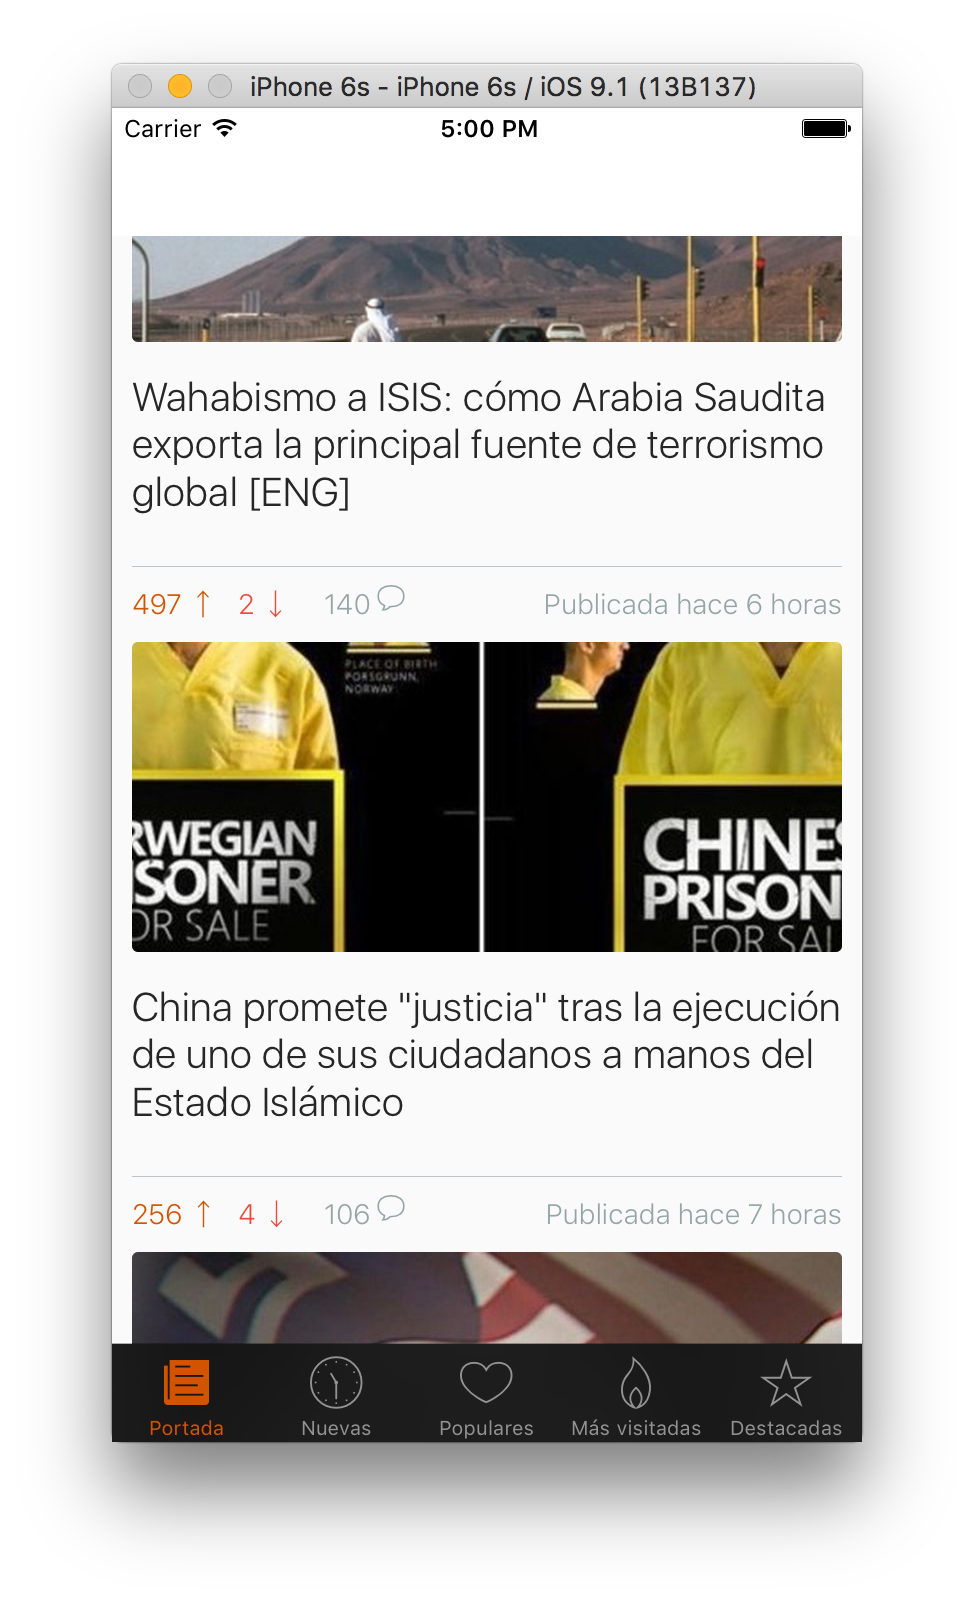 iPhone 6s - iPhone 6s / iOS 9.1 (13B137)
Carrier 5:00 PM
Wahabismo a ISIS: cómo Arabia Saudita
exporta la principal fuente de terrorismo
global [ENG]
497 ↑ 2 ↓ 140 Publicada hace 6 horas
PLACE OF BIRTH
PORSGRUNN,
NORWAY
RWEGIAN
SONER
OR SALE
CHINES
PRISON
FOR SAL
China promete "justicia" tras la ejecución
de uno de sus ciudadanos a manos del
Estado Islámico
256 ↑ 4 ↓ 106 Publicada hace 7 horas
Portada Nuevas Populares Más visitadas Destacadas